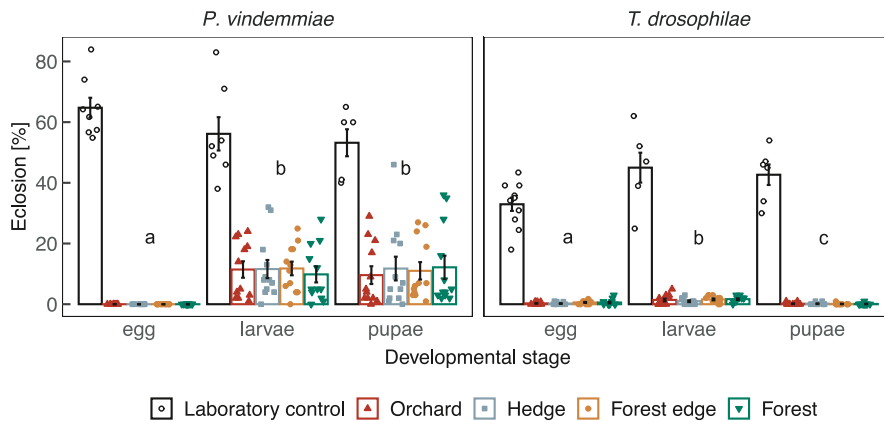 P. vindemmiae
T. drosophilae
Eclosion [%]
80
60
40
20
0
a
b
b
a
b
c
egg
larvae
pupae
egg
larvae
pupae
Developmental stage
Laboratory control
Orchard
Hedge
Forest edge
Forest